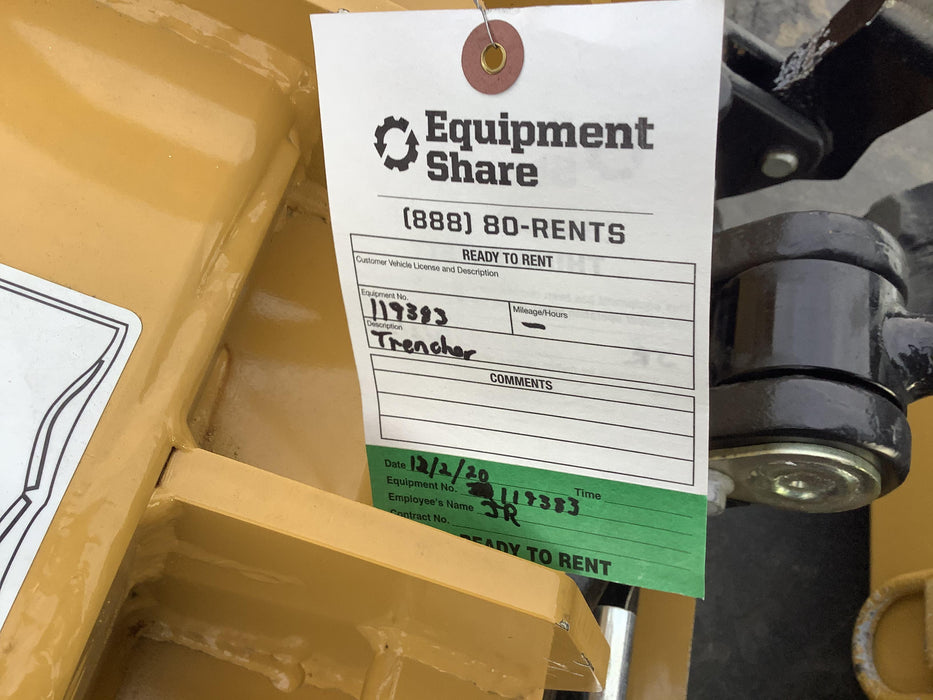 Equipment
Share
(888) 80-RENTS
READY TO RENT
Customer Vehicle License and Description
Equipment No.
119383
Mileage/Hours
—
Description
Trencher
COMMENTS
Date 12/2/20
Time
Equipment No. 119383
Employee's Name JR
Contract No.
READY TO RENT